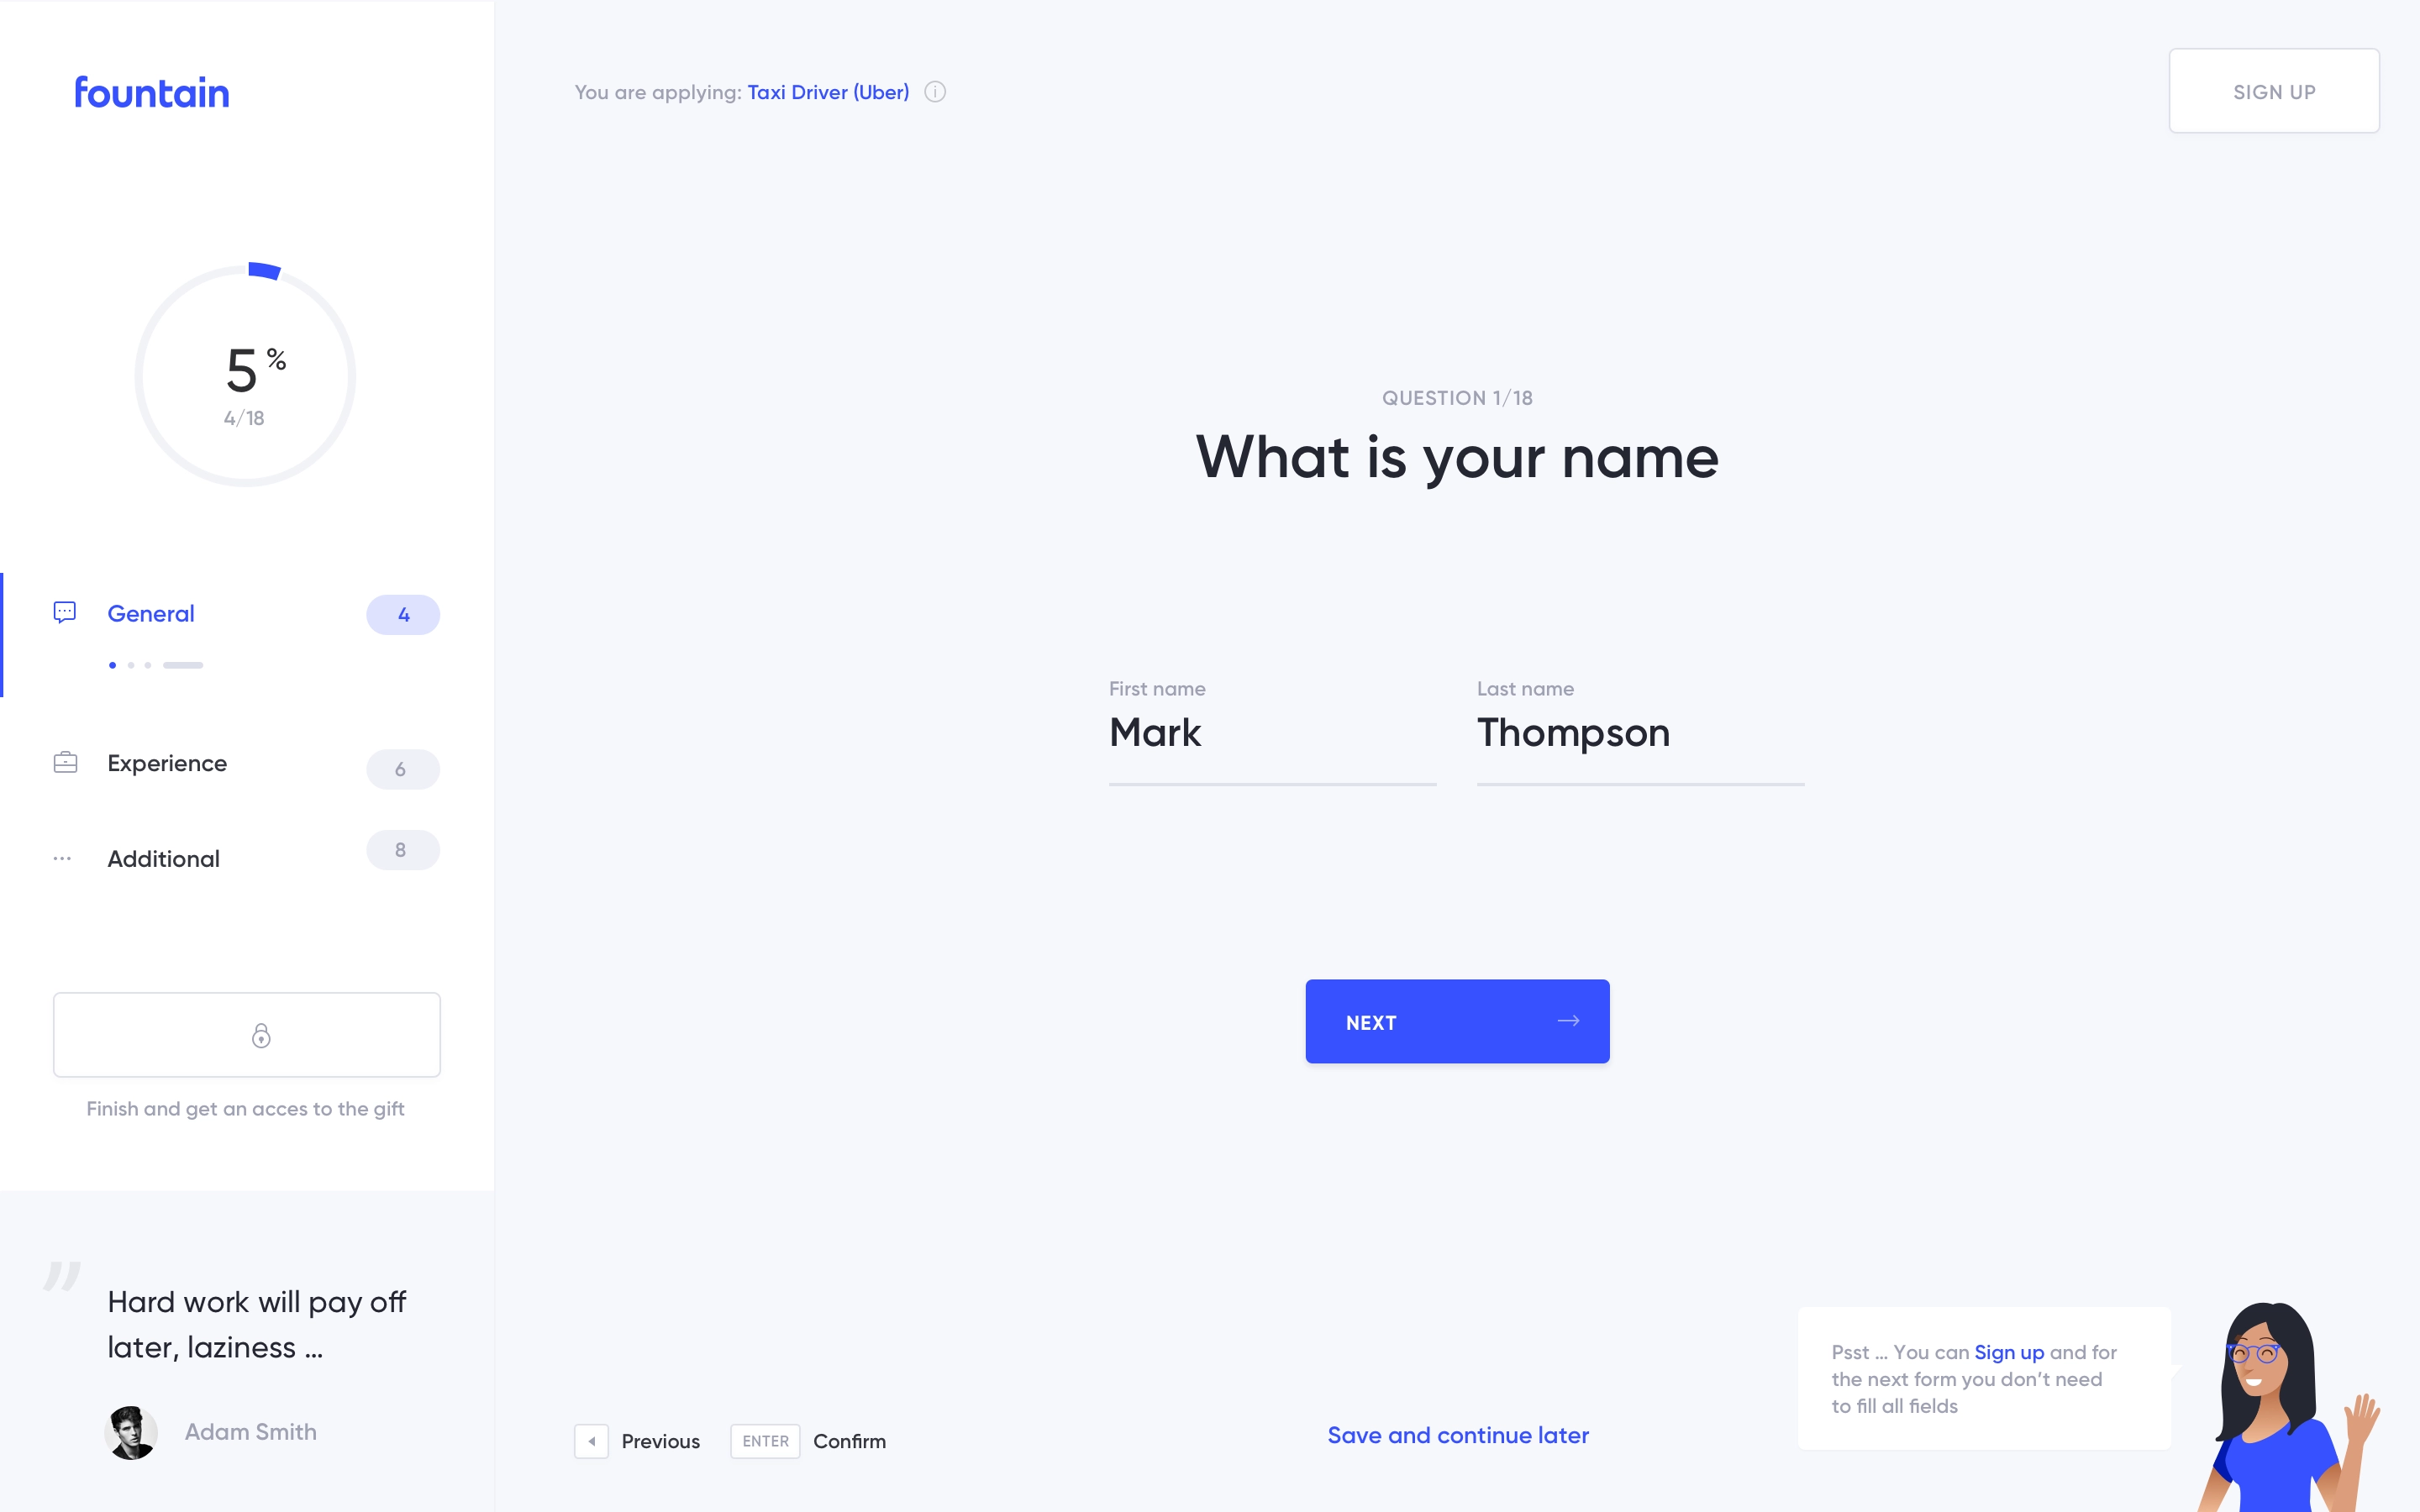 fountain
You are applying: Taxi Driver (Uber)
SIGN UP
5 %
4/18
General 4
Experience 6
Additional 8
Finish and get an acces to the gift
”
Hard work will pay off
later, laziness ...
Adam Smith
QUESTION 1/18
What is your name
First name
Mark
Last name
Thompson
NEXT
Previous
ENTER Confirm
Save and continue later
Psst ... You can Sign up and for
the next form you don’t need
to fill all fields